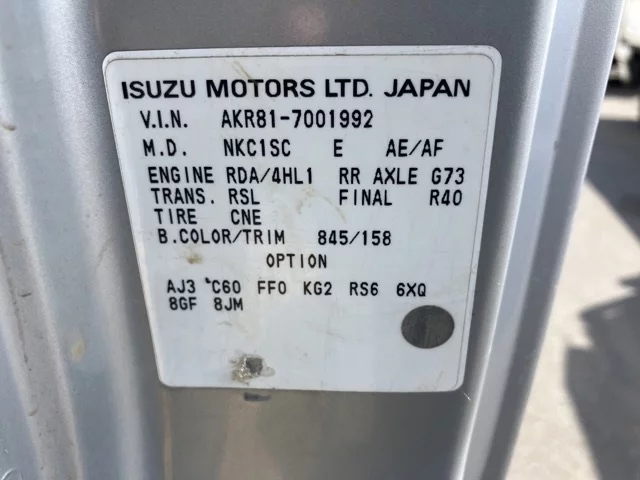 ISUZU MOTORS LTD. JAPAN
V.I.N. AKR81-7001992
M.D. NKC1SC E AE/AF
ENGINE RDA/4HL1 RR AXLE G73
TRANS. RSL FINAL R40
TIRE CNE
B.COLOR/TRIM 845/158
OPTION
AJ3 C60 FF0 KG2 RS6 6XQ
8GF 8JM